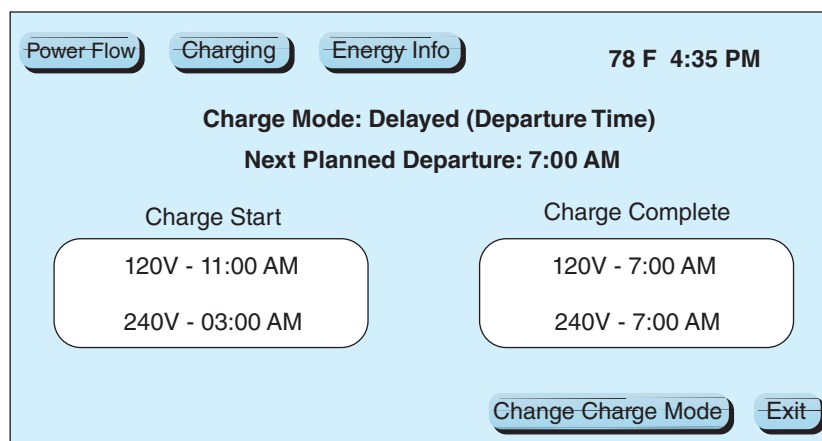 Power Flow Charging Energy Info 78 F 4:35 PM
Charge Mode: Delayed (Departure Time)
Next Planned Departure: 7:00 AM
Charge Start Charge Complete
120V - 11:00 AM 120V - 7:00 AM
240V - 03:00 AM 240V - 7:00 AM
Change Charge Mode Exit